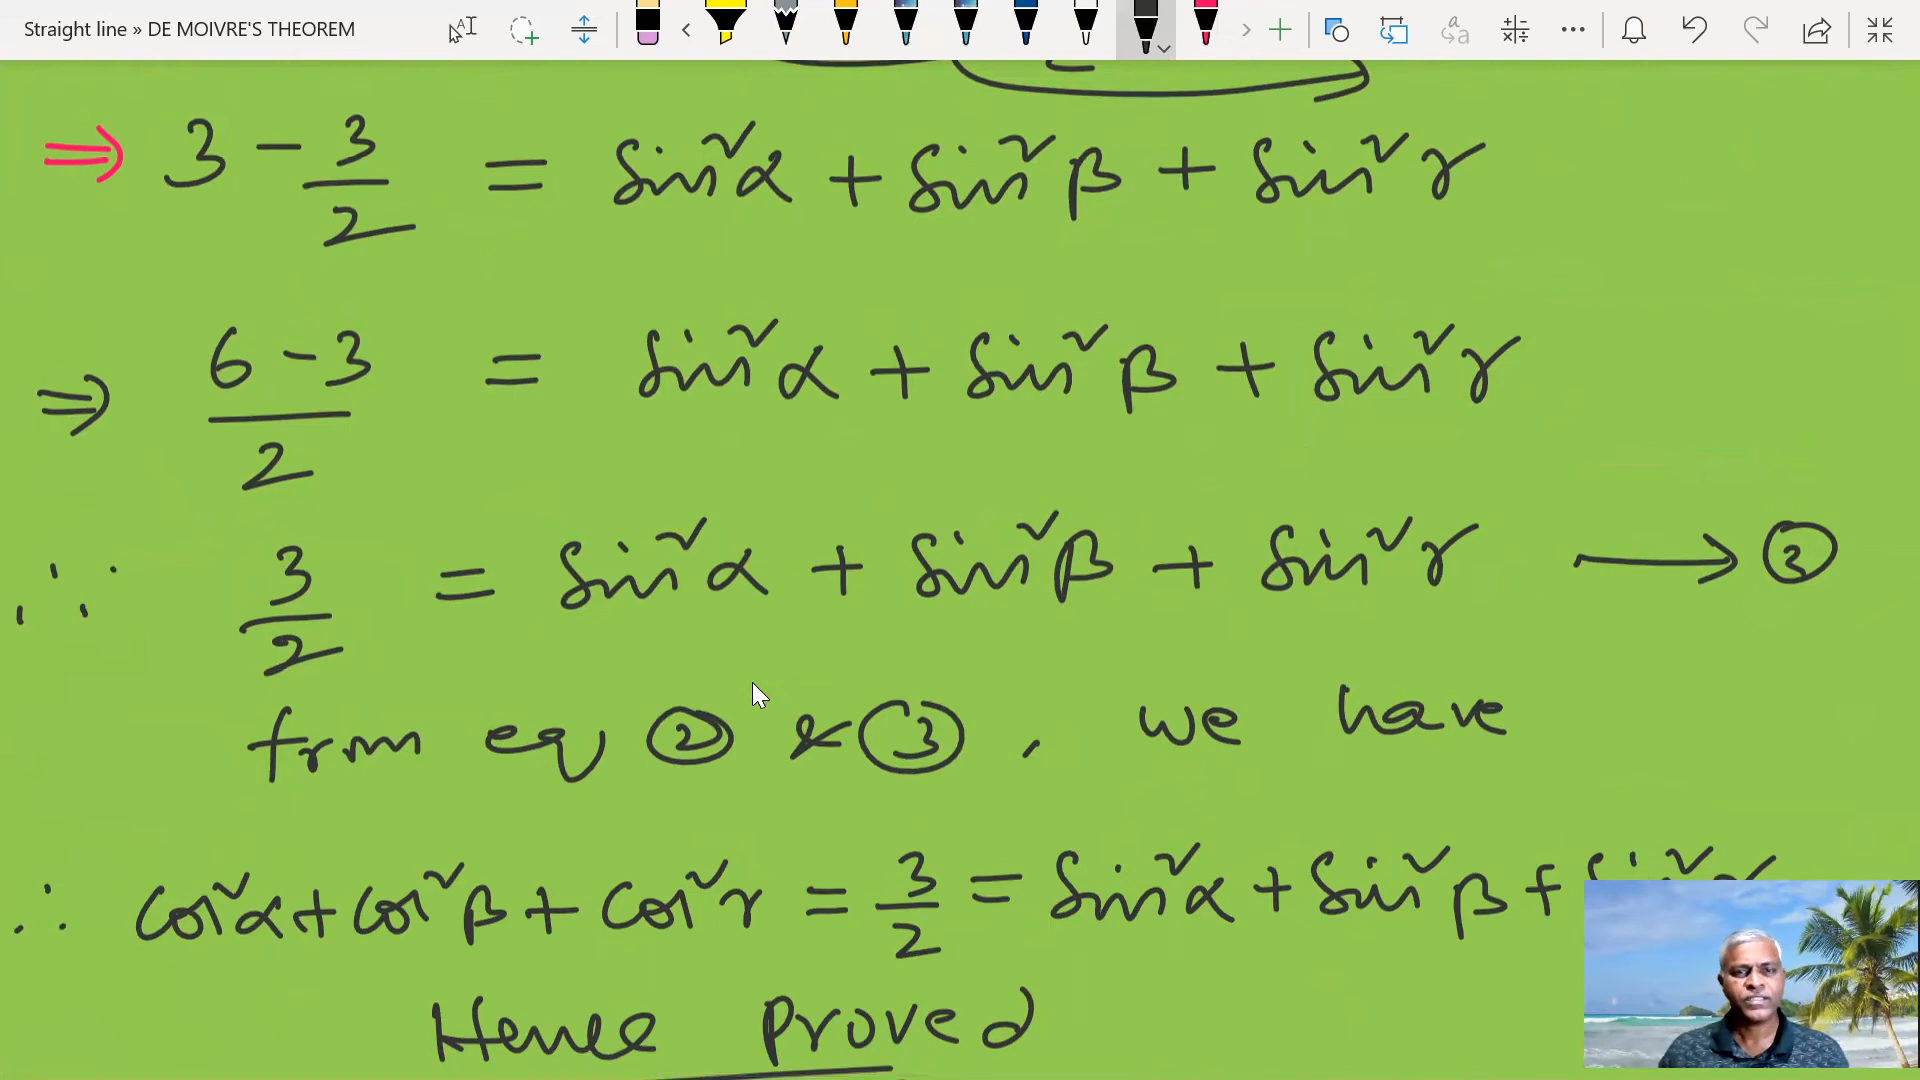 Straight line » DE MOIVRE'S THEOREM
⇒ 3 - 3/2 = sin²α + sin²β + sin²γ
⇒ (6 - 3)/2 = sin²α + sin²β + sin²γ
∴ 3/2 = sin²α + sin²β + sin²γ → ③
from eq ② & ③, we have
∴ cos²α + cos²β + cos²γ = 3/2 = sin²α + sin²β + sin²γ
Hence Proved